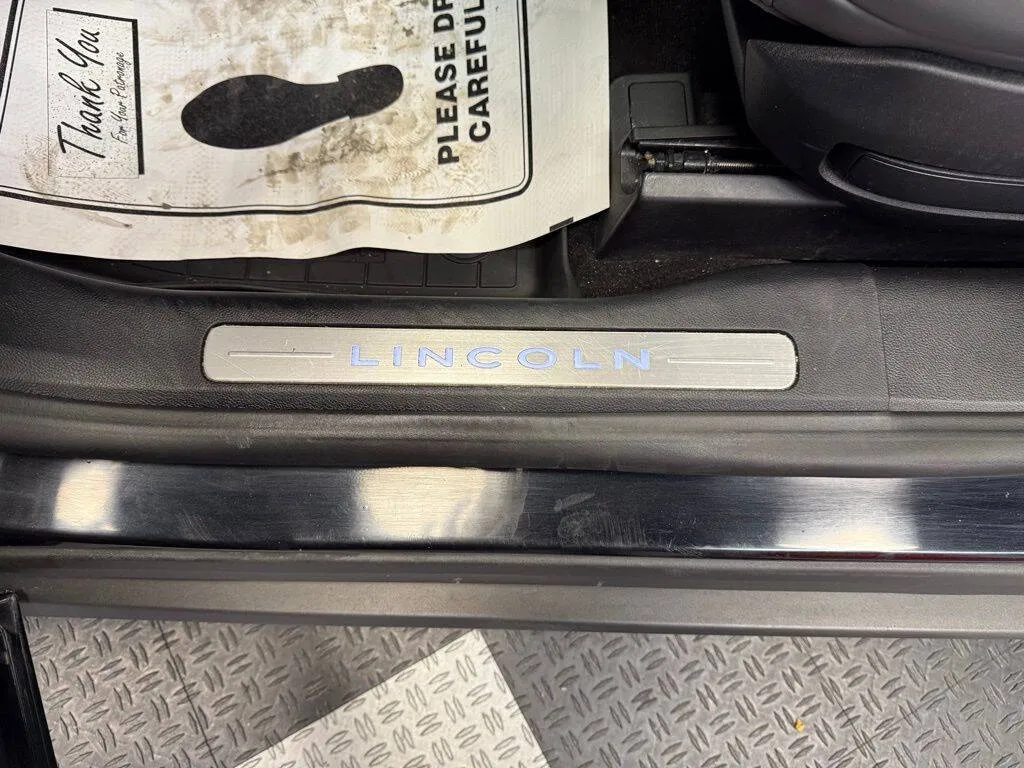 Thank You
For Your Patronage
PLEASE DR
CAREFUL
LINCOLN